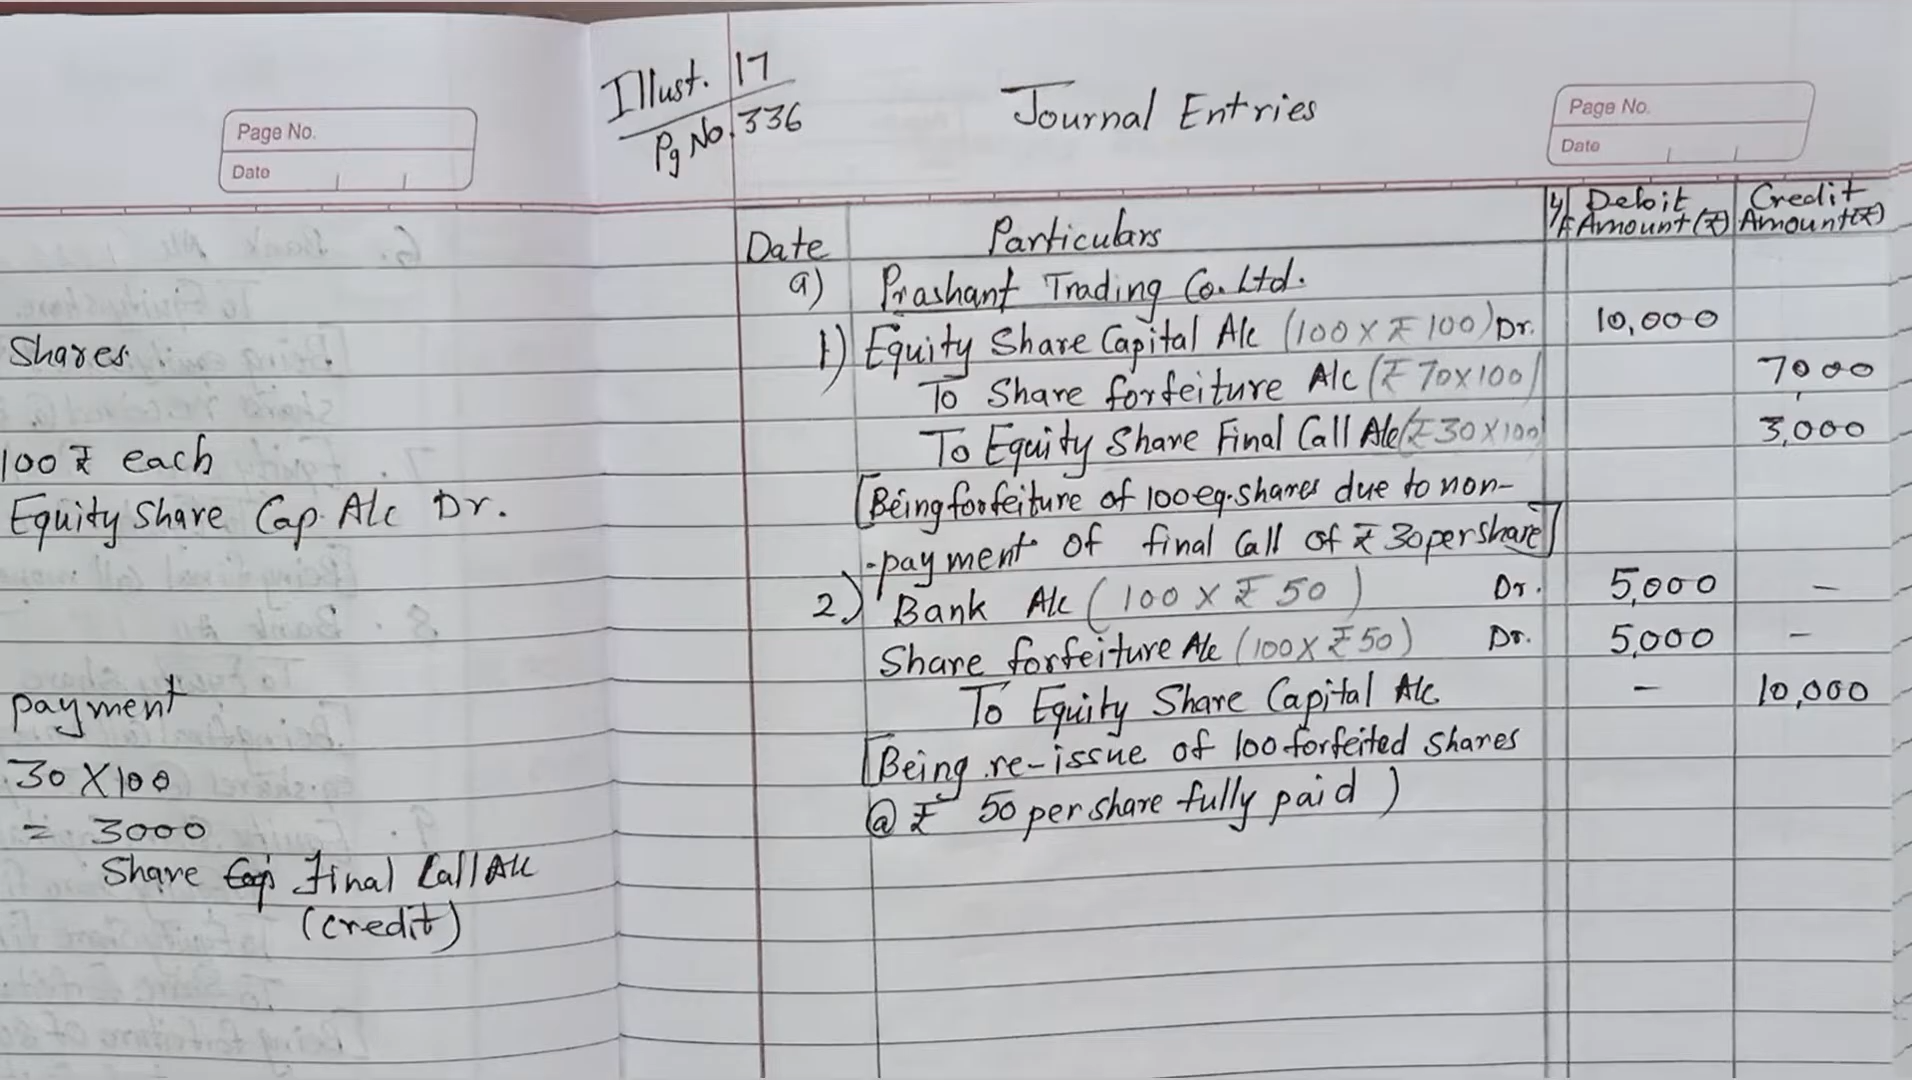 Page No.
Date
Shares.
100 ₹ each
Equity Share Cap. A/c Dr.
payment
30 X 100
= 3000
Share Final Call A/c
(credit)
Illust. 17
Pg No. 336
Journal Entries
Page No.
Date
Date Particulars Debit Amount (₹) Credit Amount (₹)
a) Prashant Trading Co. Ltd.
1) Equity Share Capital A/c (100 X ₹ 100) Dr. 10,000
To Share forfeiture A/c (₹ 70 X 100) 7000
To Equity Share Final Call A/c (₹ 30 X 100) 3,000
[Being forfeiture of 100 eq. shares due to non-
-payment of final Call of ₹ 30 per share]
2) Bank A/c (100 X ₹ 50) Dr. 5,000 –
Share forfeiture A/c (100 X ₹ 50) Dr. 5,000 –
To Equity Share Capital A/c – 10,000
[Being re-issue of 100 forfeited shares
@ ₹ 50 per share fully paid)